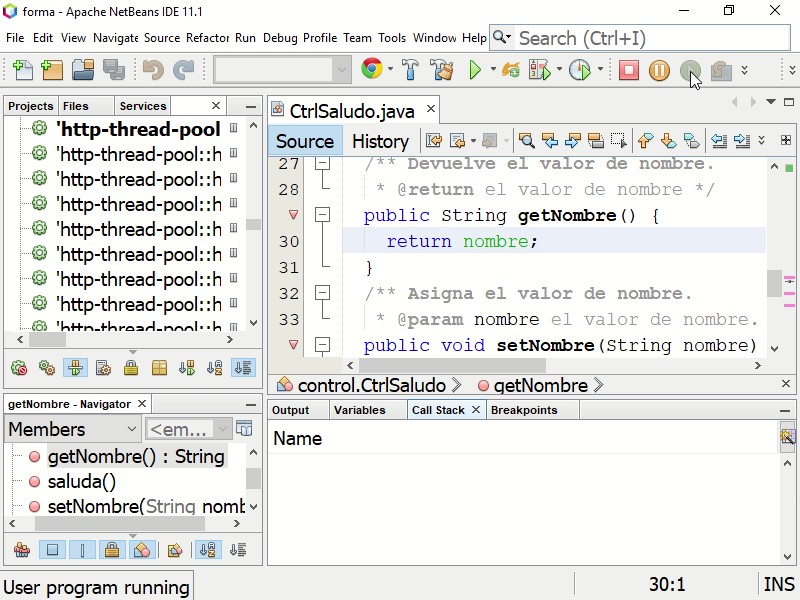 forma - Apache NetBeans IDE 11.1
File Edit View Navigate Source Refactor Run Debug Profile Team Tools Window Help
Search (Ctrl+I)
Projects Files Services
'http-thread-pool
'http-thread-pool::h
'http-thread-pool::h
'http-thread-pool::h
'http-thread-pool::h
'http-thread-pool::h
'http-thread-pool::h
'http-thread-pool::h
'http-thread-pool::h
CtrlSaludo.java
Source History
27 /** Devuelve el valor de nombre.
28 * @return el valor de nombre */
public String getNombre() {
30 return nombre;
31 }
32 /** Asigna el valor de nombre.
33 * @param nombre el valor de nombre.
public void setNombre(String nombre)
control.CtrlSaludo getNombre
getNombre - Navigator
Members <em...
getNombre() : String
saluda()
setNombre(String nomb
Output Variables Call Stack Breakpoints
Name
User program running
30:1 INS